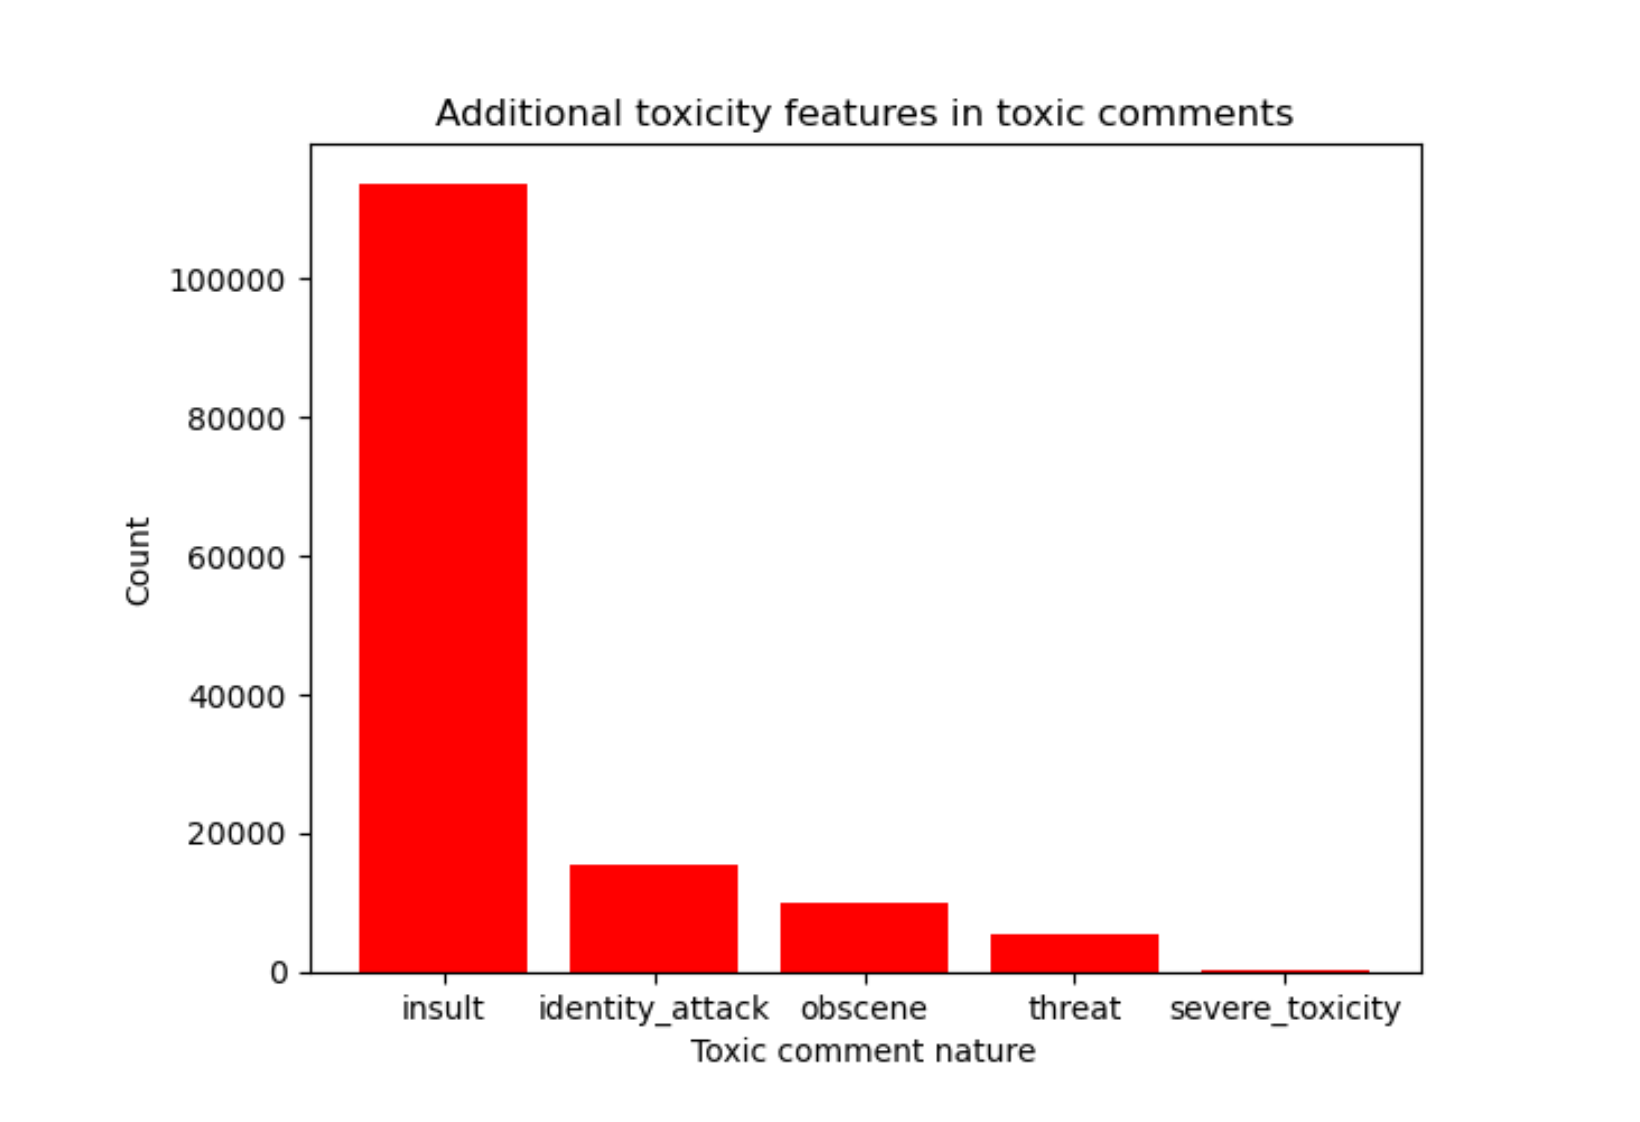 Additional toxicity features in toxic comments
100000
80000
60000
40000
20000
0
Count
insult identity_attack obscene threat severe_toxicity
Toxic comment nature